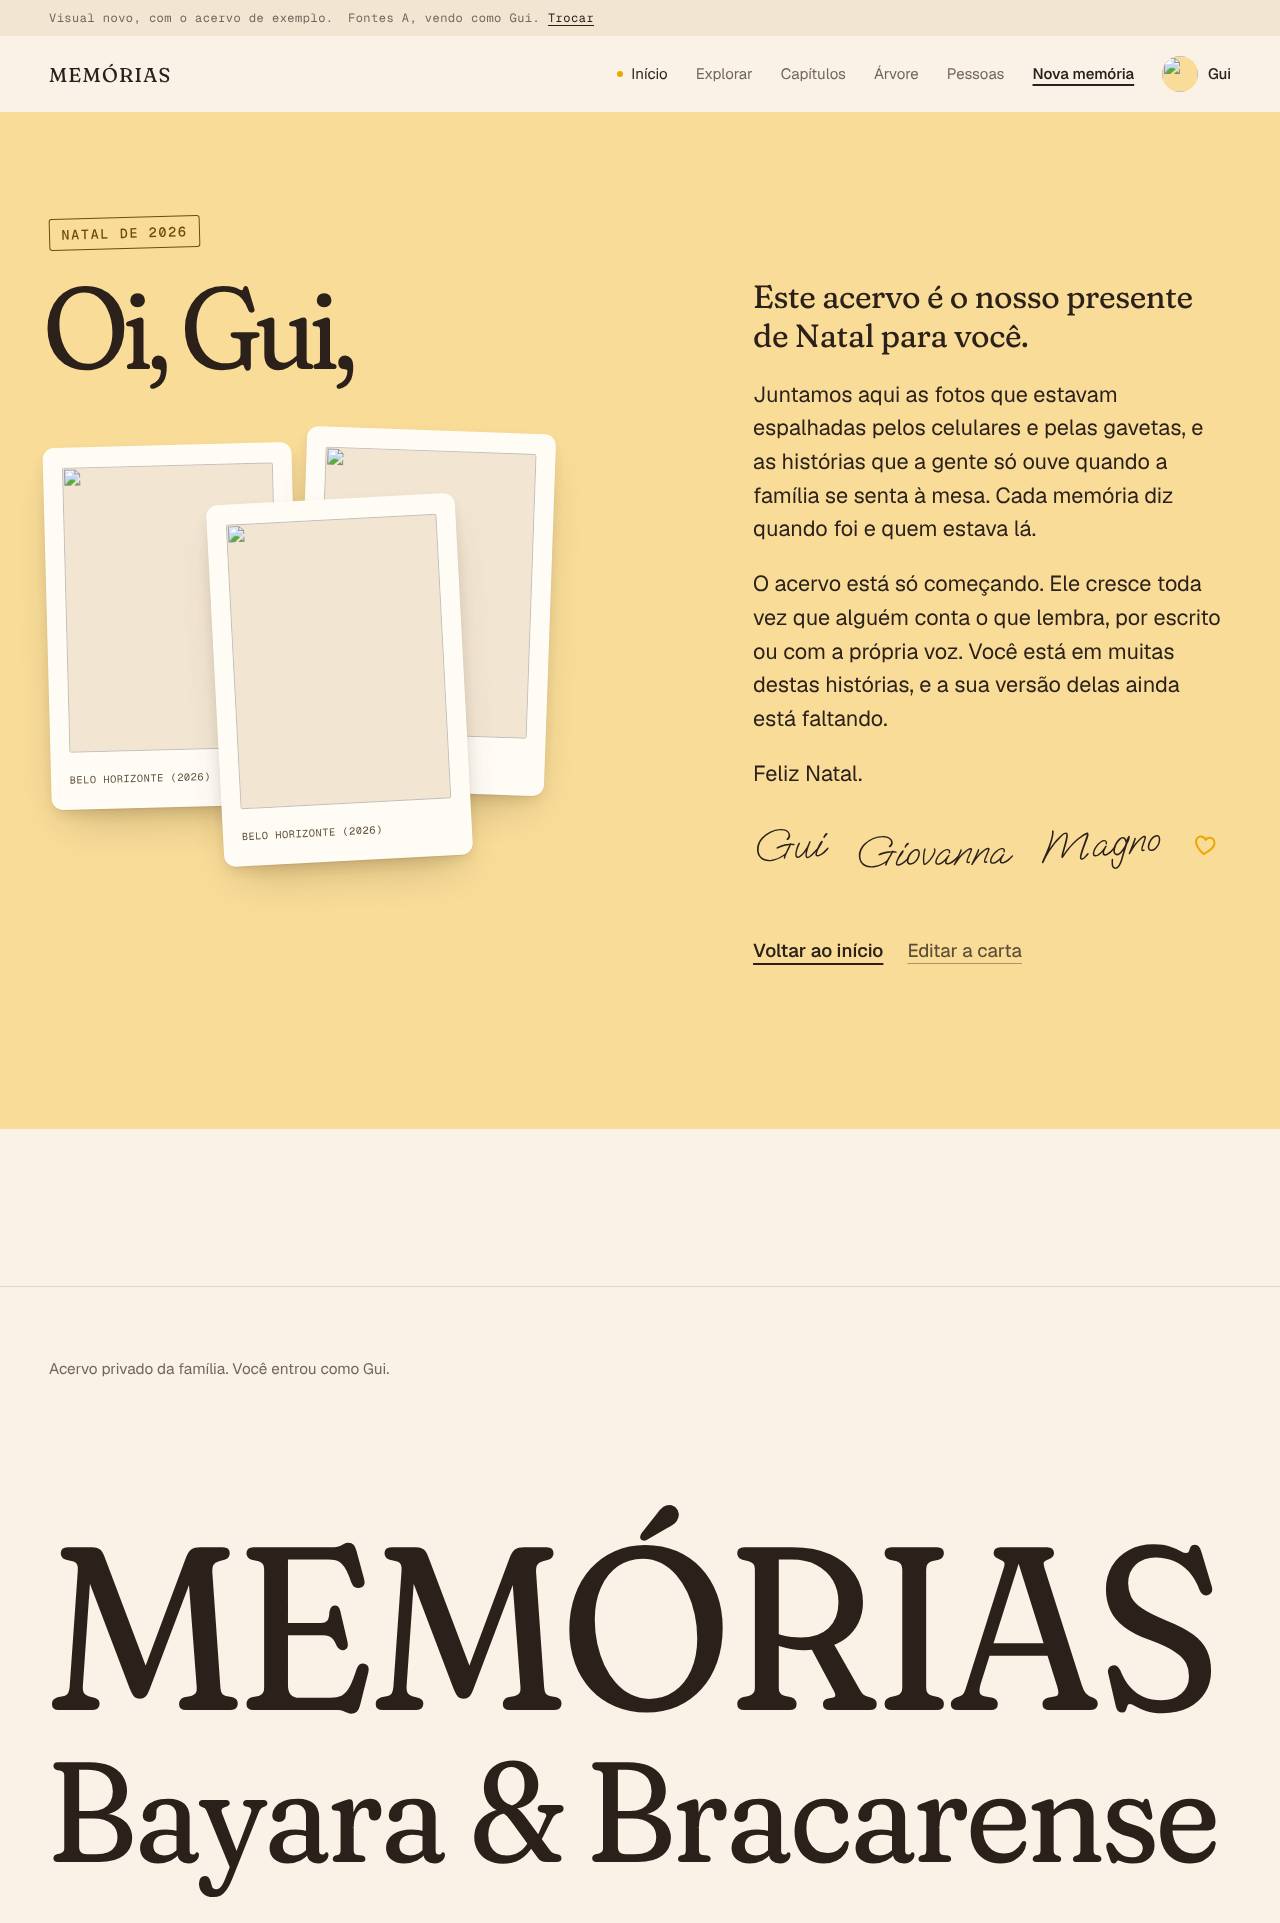 Visual novo, com o acervo de exemplo. Fontes A, vendo como Gui. Trocar
MEMÓRIAS
Início Explorar Capítulos Árvore Pessoas Nova memória Gui
NATAL DE 2026
Oi, Gui,
BELO HORIZONTE (2026)
BELO HORIZONTE (2026)
Este acervo é o nosso presente
de Natal para você.
Juntamos aqui as fotos que estavam
espalhadas pelos celulares e pelas gavetas, e
as histórias que a gente só ouve quando a
família se senta à mesa. Cada memória diz
quando foi e quem estava lá.
O acervo está só começando. Ele cresce toda
vez que alguém conta o que lembra, por escrito
ou com a própria voz. Você está em muitas
destas histórias, e a sua versão delas ainda
está faltando.
Feliz Natal.
Gui Giovanna Magno
Voltar ao início Editar a carta
Acervo privado da família. Você entrou como Gui.
MEMÓRIAS
Bayara & Bracarense